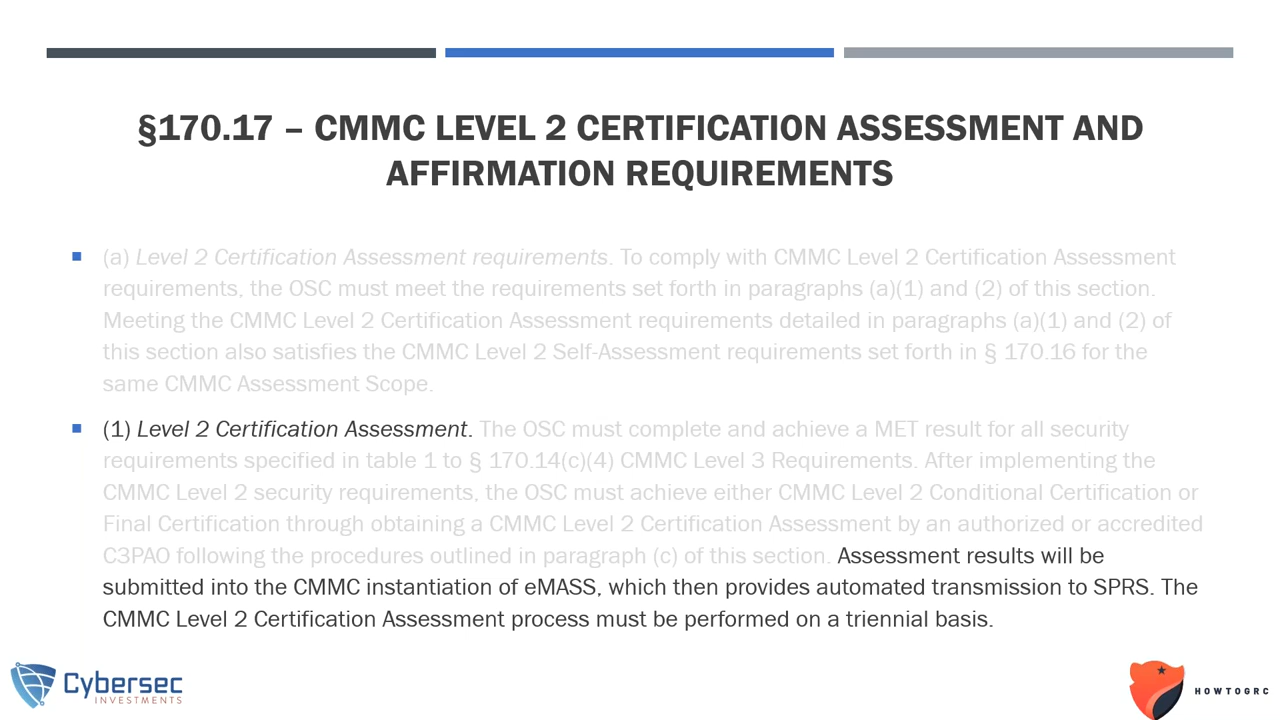 §170.17 – CMMC LEVEL 2 CERTIFICATION ASSESSMENT AND
AFFIRMATION REQUIREMENTS
(a) Level 2 Certification Assessment requirements. To comply with CMMC Level 2 Certification Assessment
requirements, the OSC must meet the requirements set forth in paragraphs (a)(1) and (2) of this section.
Meeting the CMMC Level 2 Certification Assessment requirements detailed in paragraphs (a)(1) and (2) of
this section also satisfies the CMMC Level 2 Self-Assessment requirements set forth in § 170.16 for the
same CMMC Assessment Scope.
(1) Level 2 Certification Assessment. The OSC must complete and achieve a MET result for all security
requirements specified in table 1 to § 170.14(c)(4) CMMC Level 3 Requirements. After implementing the
CMMC Level 2 security requirements, the OSC must achieve either CMMC Level 2 Conditional Certification or
Final Certification through obtaining a CMMC Level 2 Certification Assessment by an authorized or accredited
C3PAO following the procedures outlined in paragraph (c) of this section. Assessment results will be
submitted into the CMMC instantiation of eMASS, which then provides automated transmission to SPRS. The
CMMC Level 2 Certification Assessment process must be performed on a triennial basis.
Cybersec
INVESTMENTS
HOWTOGRC